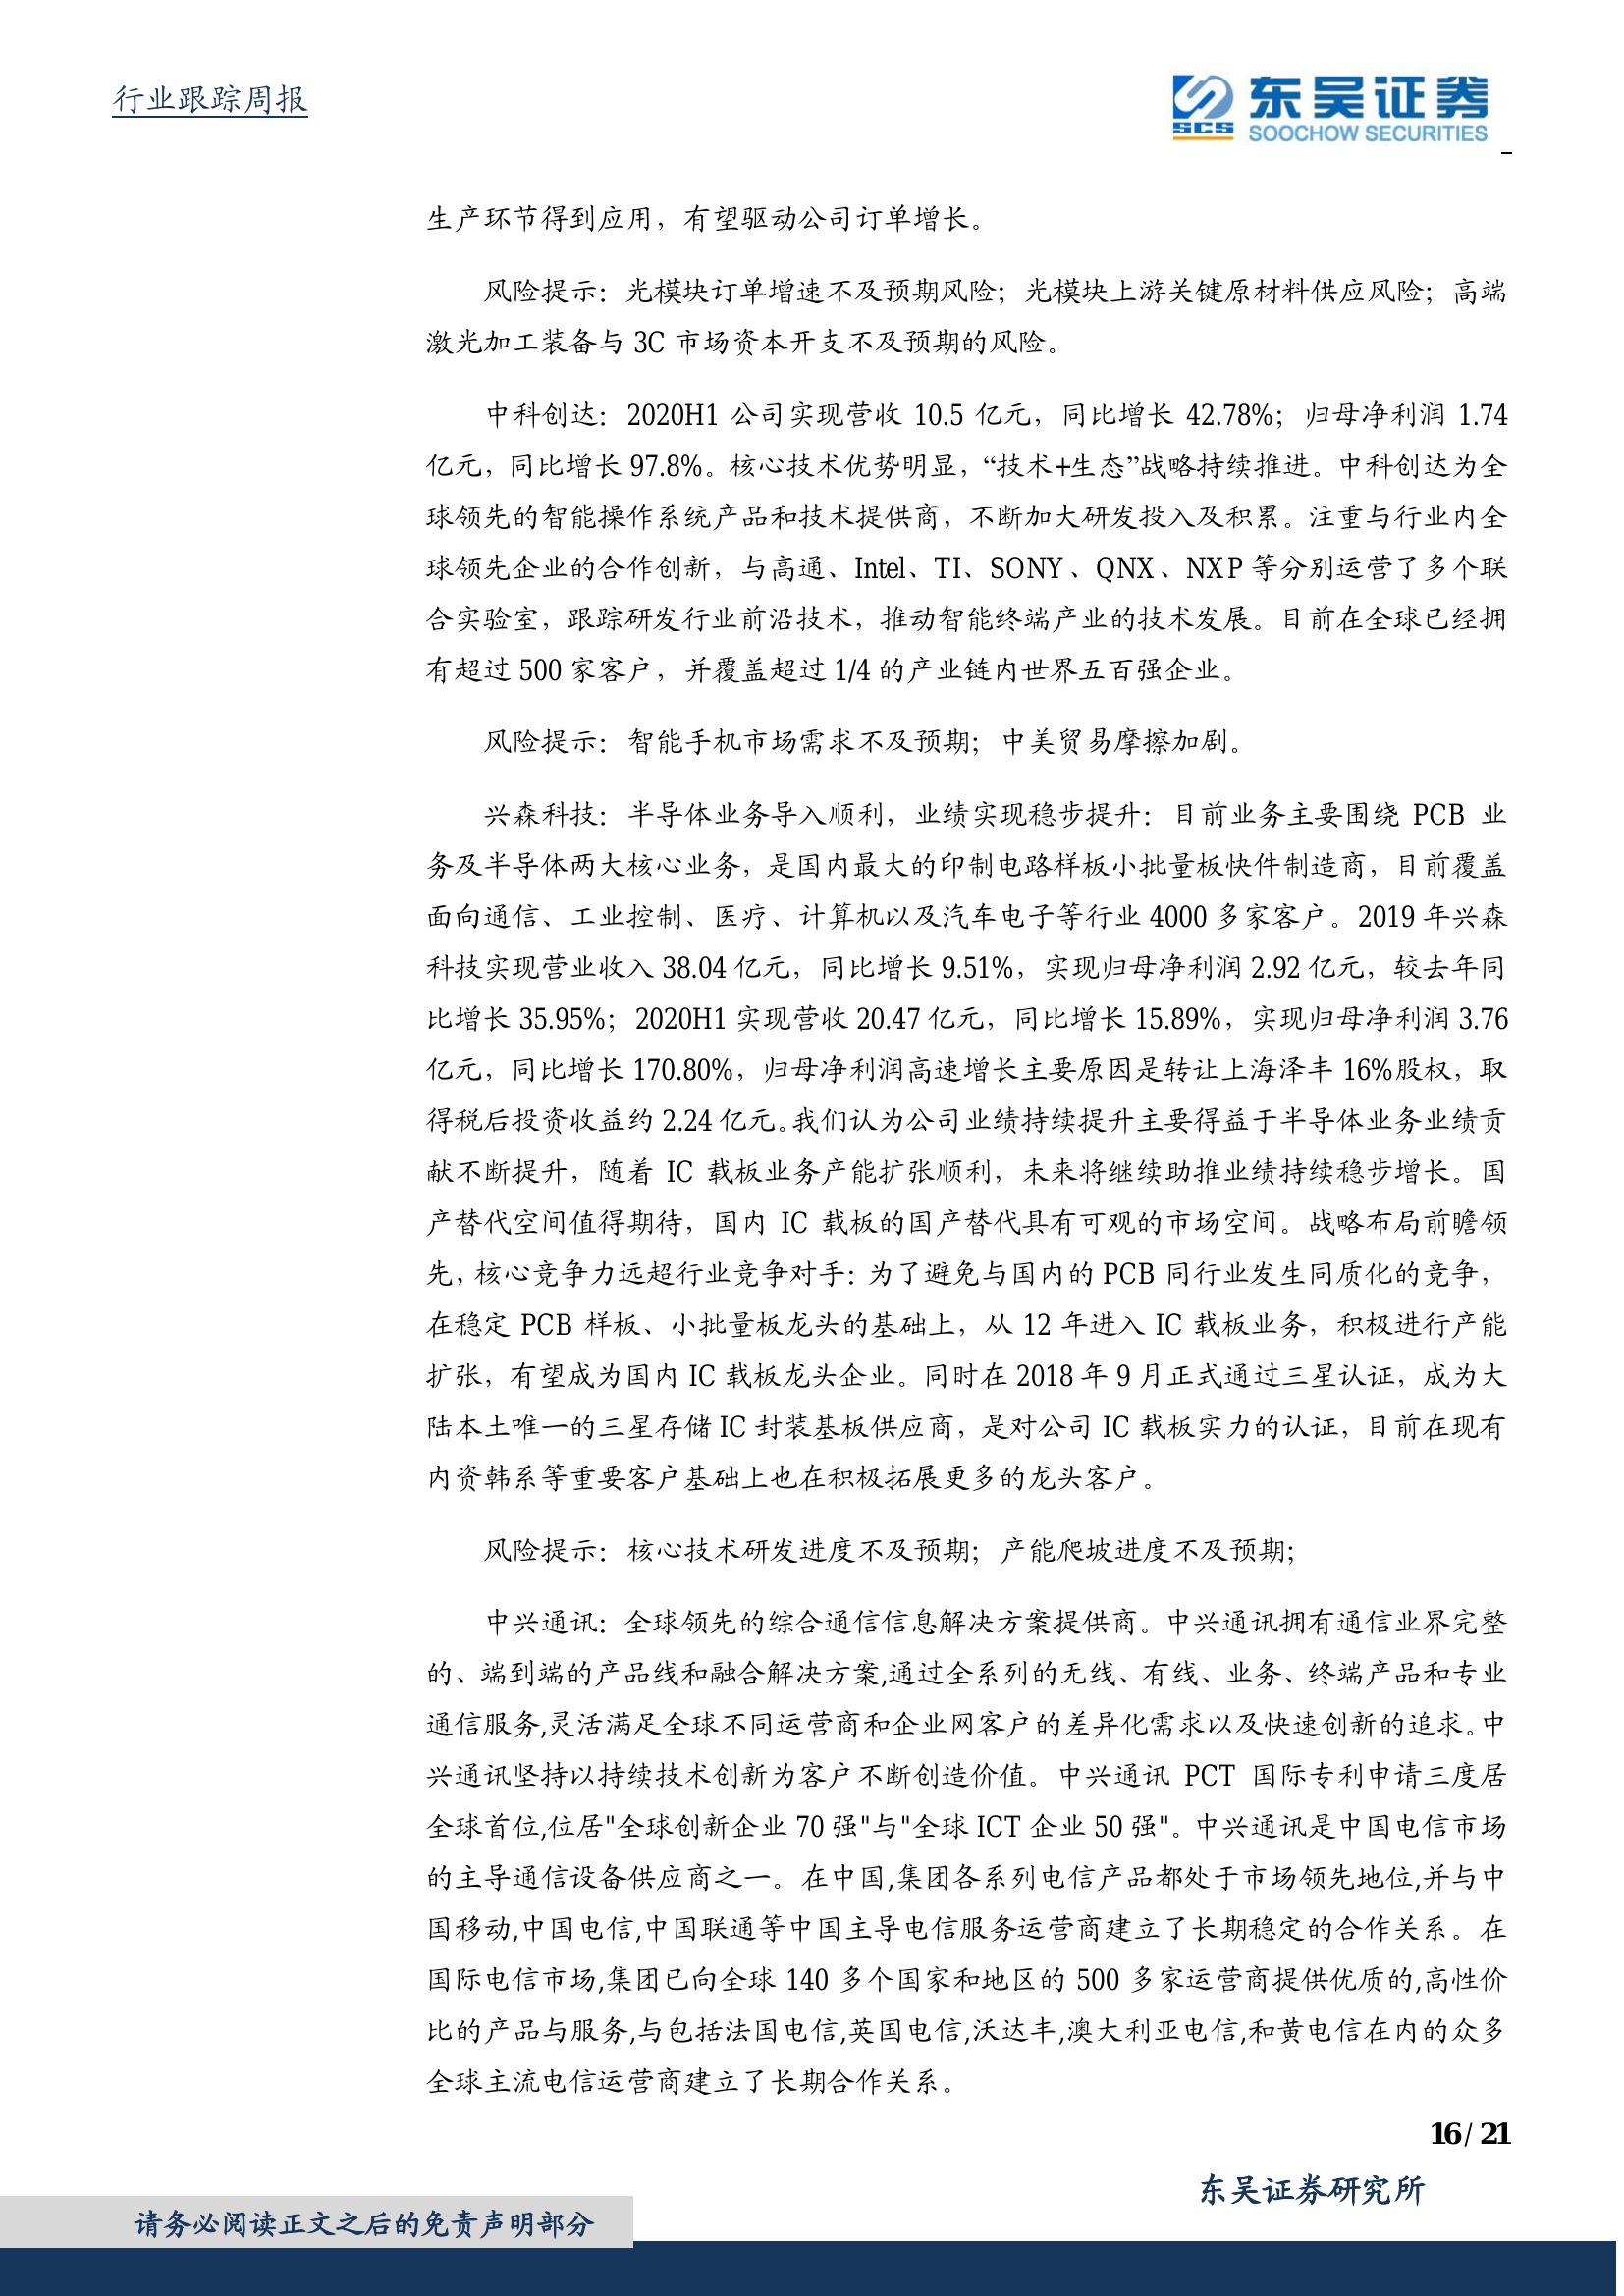 行业跟踪周报
东吴证券
SCS
SOOCHOW SECURITIES
生产环节得到应用，有望驱动公司订单增长。
风险提示：光模块订单增速不及预期风险；光模块上游关键原材料供应风险；高端
激光加工装备与 3C 市场资本开支不及预期的风险。
中科创达：2020H1 公司实现营收 10.5 亿元，同比增长 42.78%；归母净利润 1.74
亿元，同比增长 97.8%。核心技术优势明显，“技术+生态”战略持续推进。中科创达为全
球领先的智能操作系统产品和技术提供商，不断加大研发投入及积累。注重与行业内全
球领先企业的合作创新，与高通、Intel、TI、SONY、QNX、NXP 等分别运营了多个联
合实验室，跟踪研发行业前沿技术，推动智能终端产业的技术发展。目前在全球已经拥
有超过 500 家客户，并覆盖超过 1/4 的产业链内世界五百强企业。
风险提示：智能手机市场需求不及预期；中美贸易摩擦加剧。
兴森科技：半导体业务导入顺利，业绩实现稳步提升：目前业务主要围绕 PCB 业
务及半导体两大核心业务，是国内最大的印制电路样板小批量板快件制造商，目前覆盖
面向通信、工业控制、医疗、计算机以及汽车电子等行业 4000 多家客户。2019 年兴森
科技实现营业收入 38.04 亿元，同比增长 9.51%，实现归母净利润 2.92 亿元，较去年同
比增长 35.95%；2020H1 实现营收 20.47 亿元，同比增长 15.89%，实现归母净利润 3.76
亿元，同比增长 170.80%，归母净利润高速增长主要原因是转让上海泽丰 16%股权，取
得税后投资收益约 2.24 亿元。我们认为公司业绩持续提升主要得益于半导体业务业绩贡
献不断提升，随着 IC 载板业务产能扩张顺利，未来将继续助推业绩持续稳步增长。国
产替代空间值得期待，国内 IC 载板的国产替代具有可观的市场空间。战略布局前瞻领
先，核心竞争力远超行业竞争对手：为了避免与国内的 PCB 同行业发生同质化的竞争，
在稳定 PCB 样板、小批量板龙头的基础上，从 12 年进入 IC 载板业务，积极进行产能
扩张，有望成为国内 IC 载板龙头企业。同时在 2018 年 9 月正式通过三星认证，成为大
陆本土唯一的三星存储 IC 封装基板供应商，是对公司 IC 载板实力的认证，目前在现有
内资韩系等重要客户基础上也在积极拓展更多的龙头客户。
风险提示：核心技术研发进度不及预期；产能爬坡进度不及预期；
中兴通讯：全球领先的综合通信信息解决方案提供商。中兴通讯拥有通信业界完整
的、端到端的产品线和融合解决方案,通过全系列的无线、有线、业务、终端产品和专业
通信服务,灵活满足全球不同运营商和企业网客户的差异化需求以及快速创新的追求。中
兴通讯坚持以持续技术创新为客户不断创造价值。中兴通讯 PCT 国际专利申请三度居
全球首位,位居"全球创新企业 70 强"与"全球 ICT 企业 50 强"。中兴通讯是中国电信市场
的主导通信设备供应商之一。在中国,集团各系列电信产品都处于市场领先地位,并与中
国移动,中国电信,中国联通等中国主导电信服务运营商建立了长期稳定的合作关系。在
国际电信市场,集团已向全球 140 多个国家和地区的 500 多家运营商提供优质的,高性价
比的产品与服务,与包括法国电信,英国电信,沃达丰,澳大利亚电信,和黄电信在内的众多
全球主流电信运营商建立了长期合作关系。
16 / 21
东吴证券研究所
请务必阅读正文之后的免责声明部分